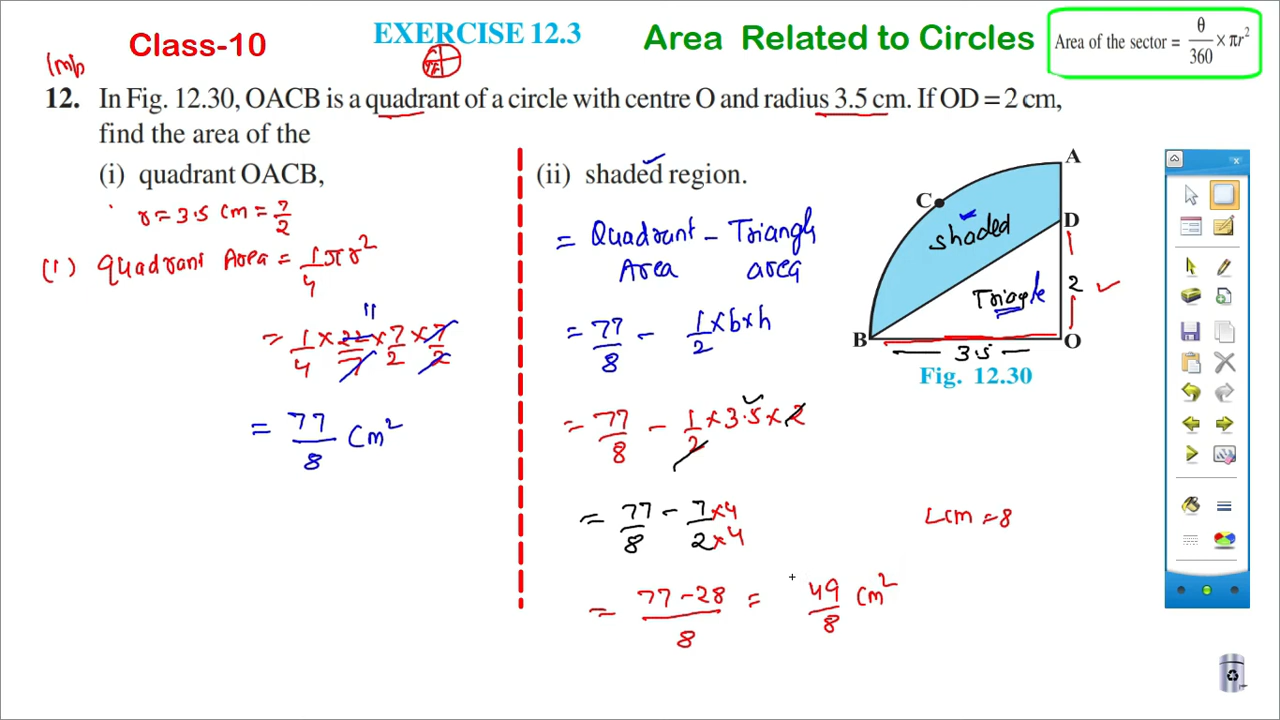 Class-10
EXERCISE 12.3
Area Related to Circles
Area of the sector = θ/360 × πr²
Imp
12. In Fig. 12.30, OACB is a quadrant of a circle with centre O and radius 3.5 cm. If OD = 2 cm,
find the area of the
(i) quadrant OACB,
r = 3.5 cm = 7/2
(1) Quadrant Area = 1/4 πr²
= 1/4 × 22/7 × 7/2 × 7/2
11
= 77/8 cm²
(ii) shaded region.
= Quadrant Area - Triangle area
= 77/8 - 1/2 × b × h
= 77/8 - 1/2 × 3.5 × 2
= 77/8 - 7×4/2×4
LCM = 8
= 77-28/8 = 49/8 cm²
A
C
shaded
D
2
Triangle
B
3.5
O
Fig. 12.30